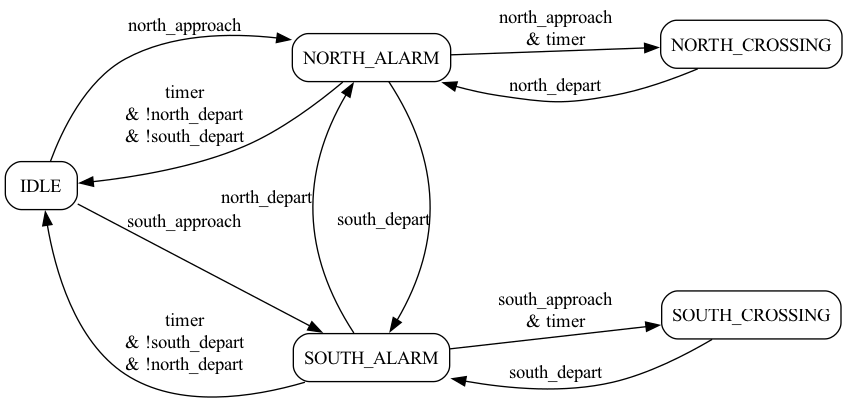 north_approach
north_approach
& timer
NORTH_ALARM
NORTH_CROSSING
north_depart
timer
& !north_depart
& !south_depart
IDLE
north_depart
south_depart
south_approach
timer
& !south_depart
& !north_depart
SOUTH_ALARM
south_approach
& timer
SOUTH_CROSSING
south_depart